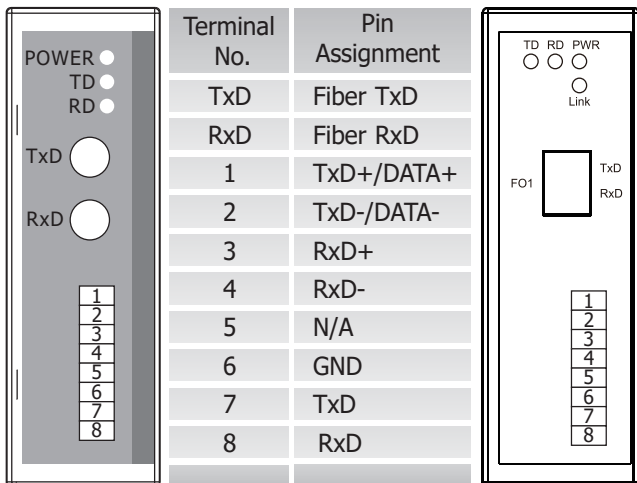 POWER
TD
RD
TxD
RxD
1
2
3
4
5
6
7
8
Terminal No. Pin Assignment
TxD Fiber TxD
RxD Fiber RxD
1 TxD+/DATA+
2 TxD-/DATA-
3 RxD+
4 RxD-
5 N/A
6 GND
7 TxD
8 RxD
TD RD PWR
Link
FO1
TxD
RxD
1
2
3
4
5
6
7
8